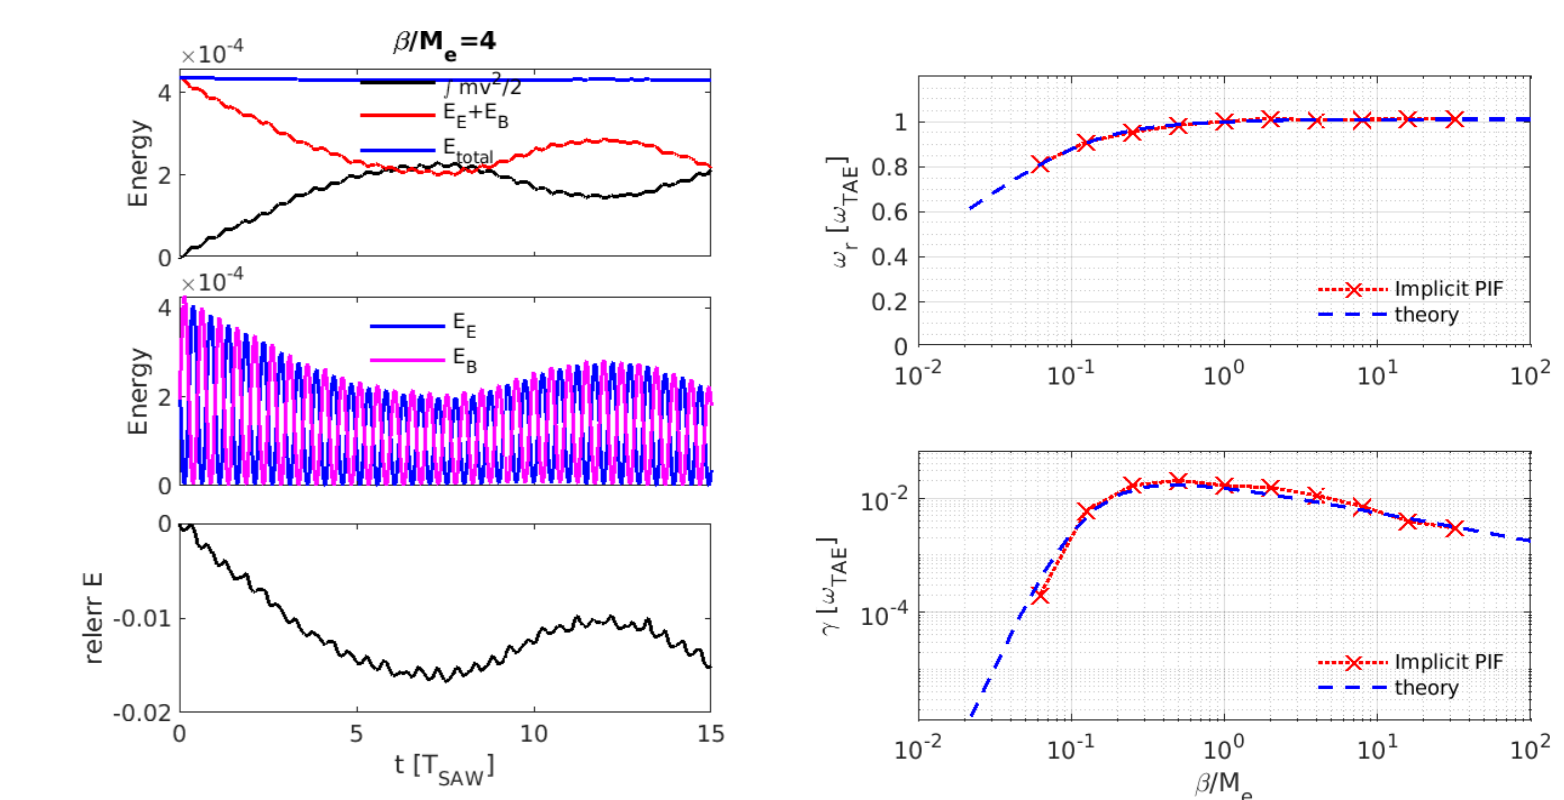 β/M_e=4
×10^-4
4
2
0
Energy
∫ mv^2/2
E_E+E_B
E_total
×10^-4
4
2
0
Energy
E_E
E_B
0
-0.01
-0.02
relerr E
0 5 10 15
t [T_SAW]
1
0.8
0.6
0.4
0.2
0
ω_r [ω_TAE]
Implicit PIF
theory
10^-2 10^-1 10^0 10^1 10^2
10^-2
10^-4
γ [ω_TAE]
Implicit PIF
theory
10^-2 10^-1 10^0 10^1 10^2
β/M_e